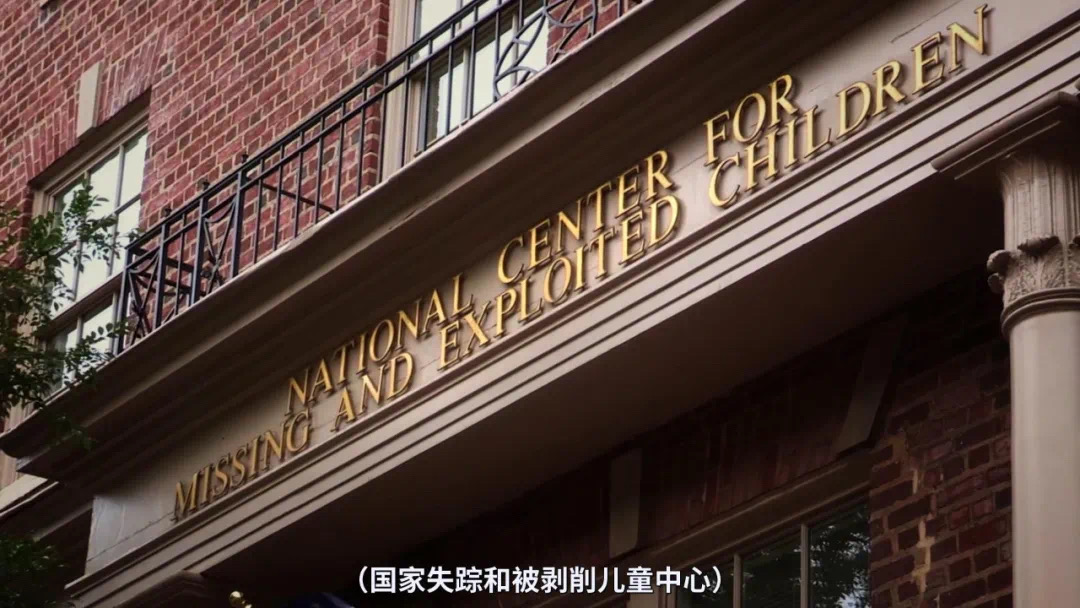 NATIONAL CENTER FOR
MISSING AND EXPLOITED CHILDREN
（国家失踪和被剥削儿童中心）